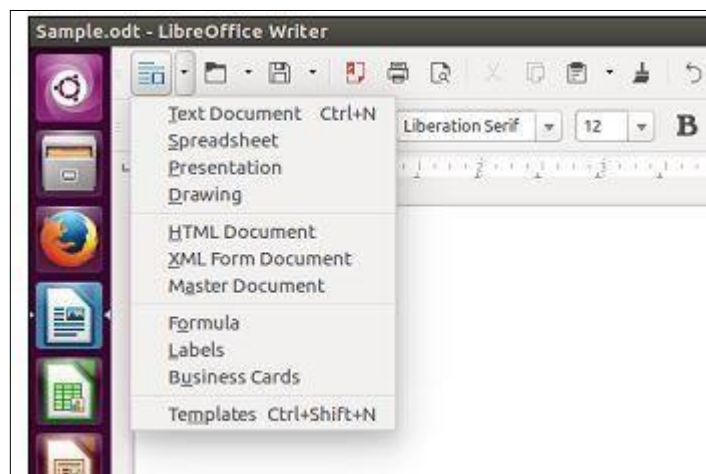 Sample.odt - LibreOffice Writer
Text Document Ctrl+N
Liberation Serif 12 B
Spreadsheet
Presentation
Drawing
HTML Document
XML Form Document
Master Document
Formula
Labels
Business Cards
Templates Ctrl+Shift+N